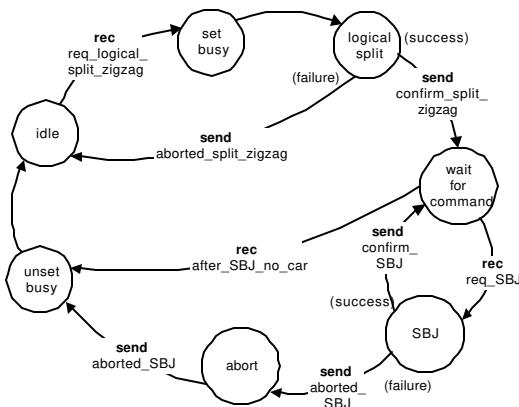 rec
req_logical_
split_zigzag
set
busy
logical
split
(success)
(failure)
send
confirm_split_
zigzag
idle
send
aborted_split_zigzag
wait
for
command
send
confirm_
SBJ
rec
after_SBJ_no_car
rec
req_SBJ
unset
busy
(success)
SBJ
send
aborted_SBJ
abort
send
aborted_
SBJ
(failure)